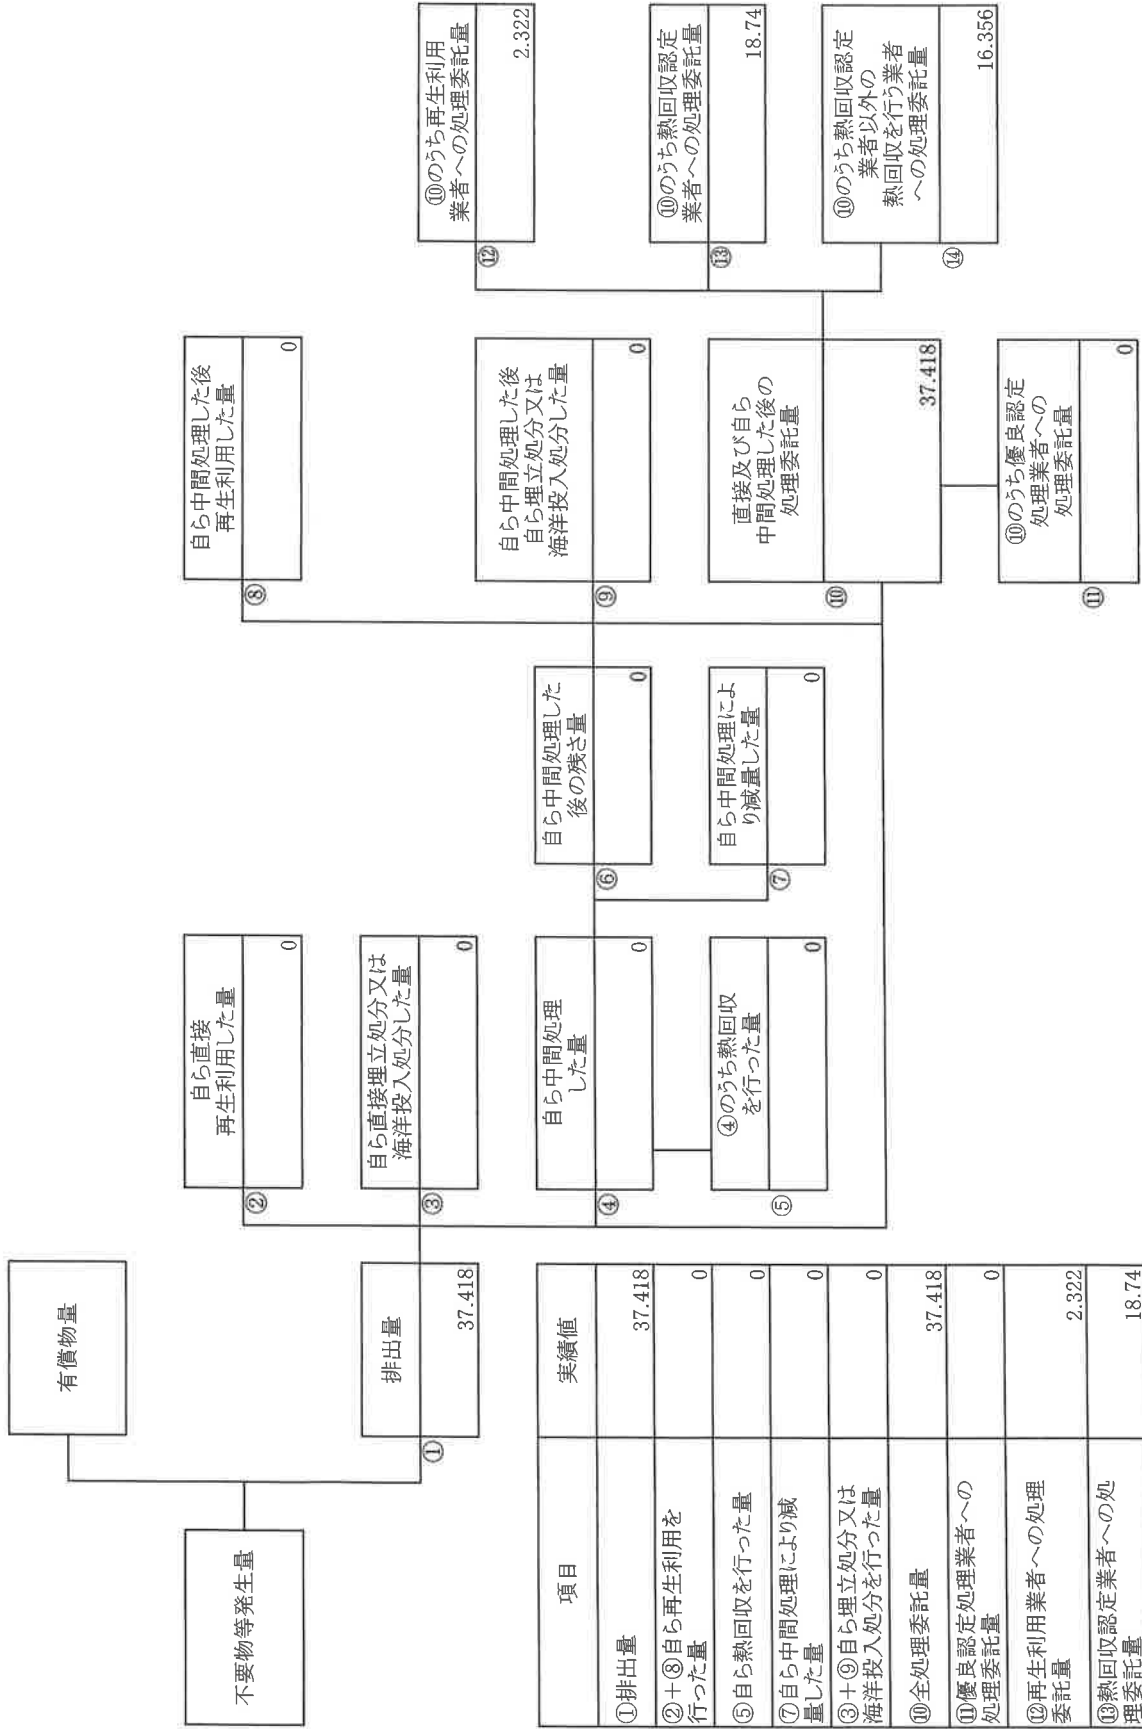 不要物等発生量
有償物量
①
排出量
37.418
②
自ら直接
再生利用した量
0
③
自ら直接埋立処分又は
海洋投入処分した量
0
④
自ら中間処理
した量
0
⑤
④のうち熱回収
を行った量
0
⑥
自ら中間処理した
後の残さ量
0
⑦
自ら中間処理によ
り減量した量
0
⑧
自ら中間処理した後
再生利用した量
0
⑨
自ら中間処理した後
自ら埋立処分又は
海洋投入処分した量
0
⑩
直接及び自ら
中間処理した後の
処理委託量
37.418
⑪
⑩のうち優良認定
処理業者への
処理委託量
0
⑫
⑩のうち再生利用
業者への処理委託量
2.322
⑬
⑩のうち熱回収認定
業者への処理委託量
18.74
⑭
⑩のうち熱回収認定
業者以外の
熱回収を行う業者
への処理委託量
16.356
項目 実績値
①排出量 37.418
②+⑧自ら再生利用を
行った量 0
⑤自ら熱回収を行った量 0
⑦自ら中間処理により減
量した量 0
③+⑨自ら埋立処分又は
海洋投入処分を行った量 0
⑩全処理委託量 37.418
⑪優良認定処理業者への
処理委託量 0
⑫再生利用業者への処理
委託量 2.322
⑬熱回収認定業者への処
理委託量 18.74